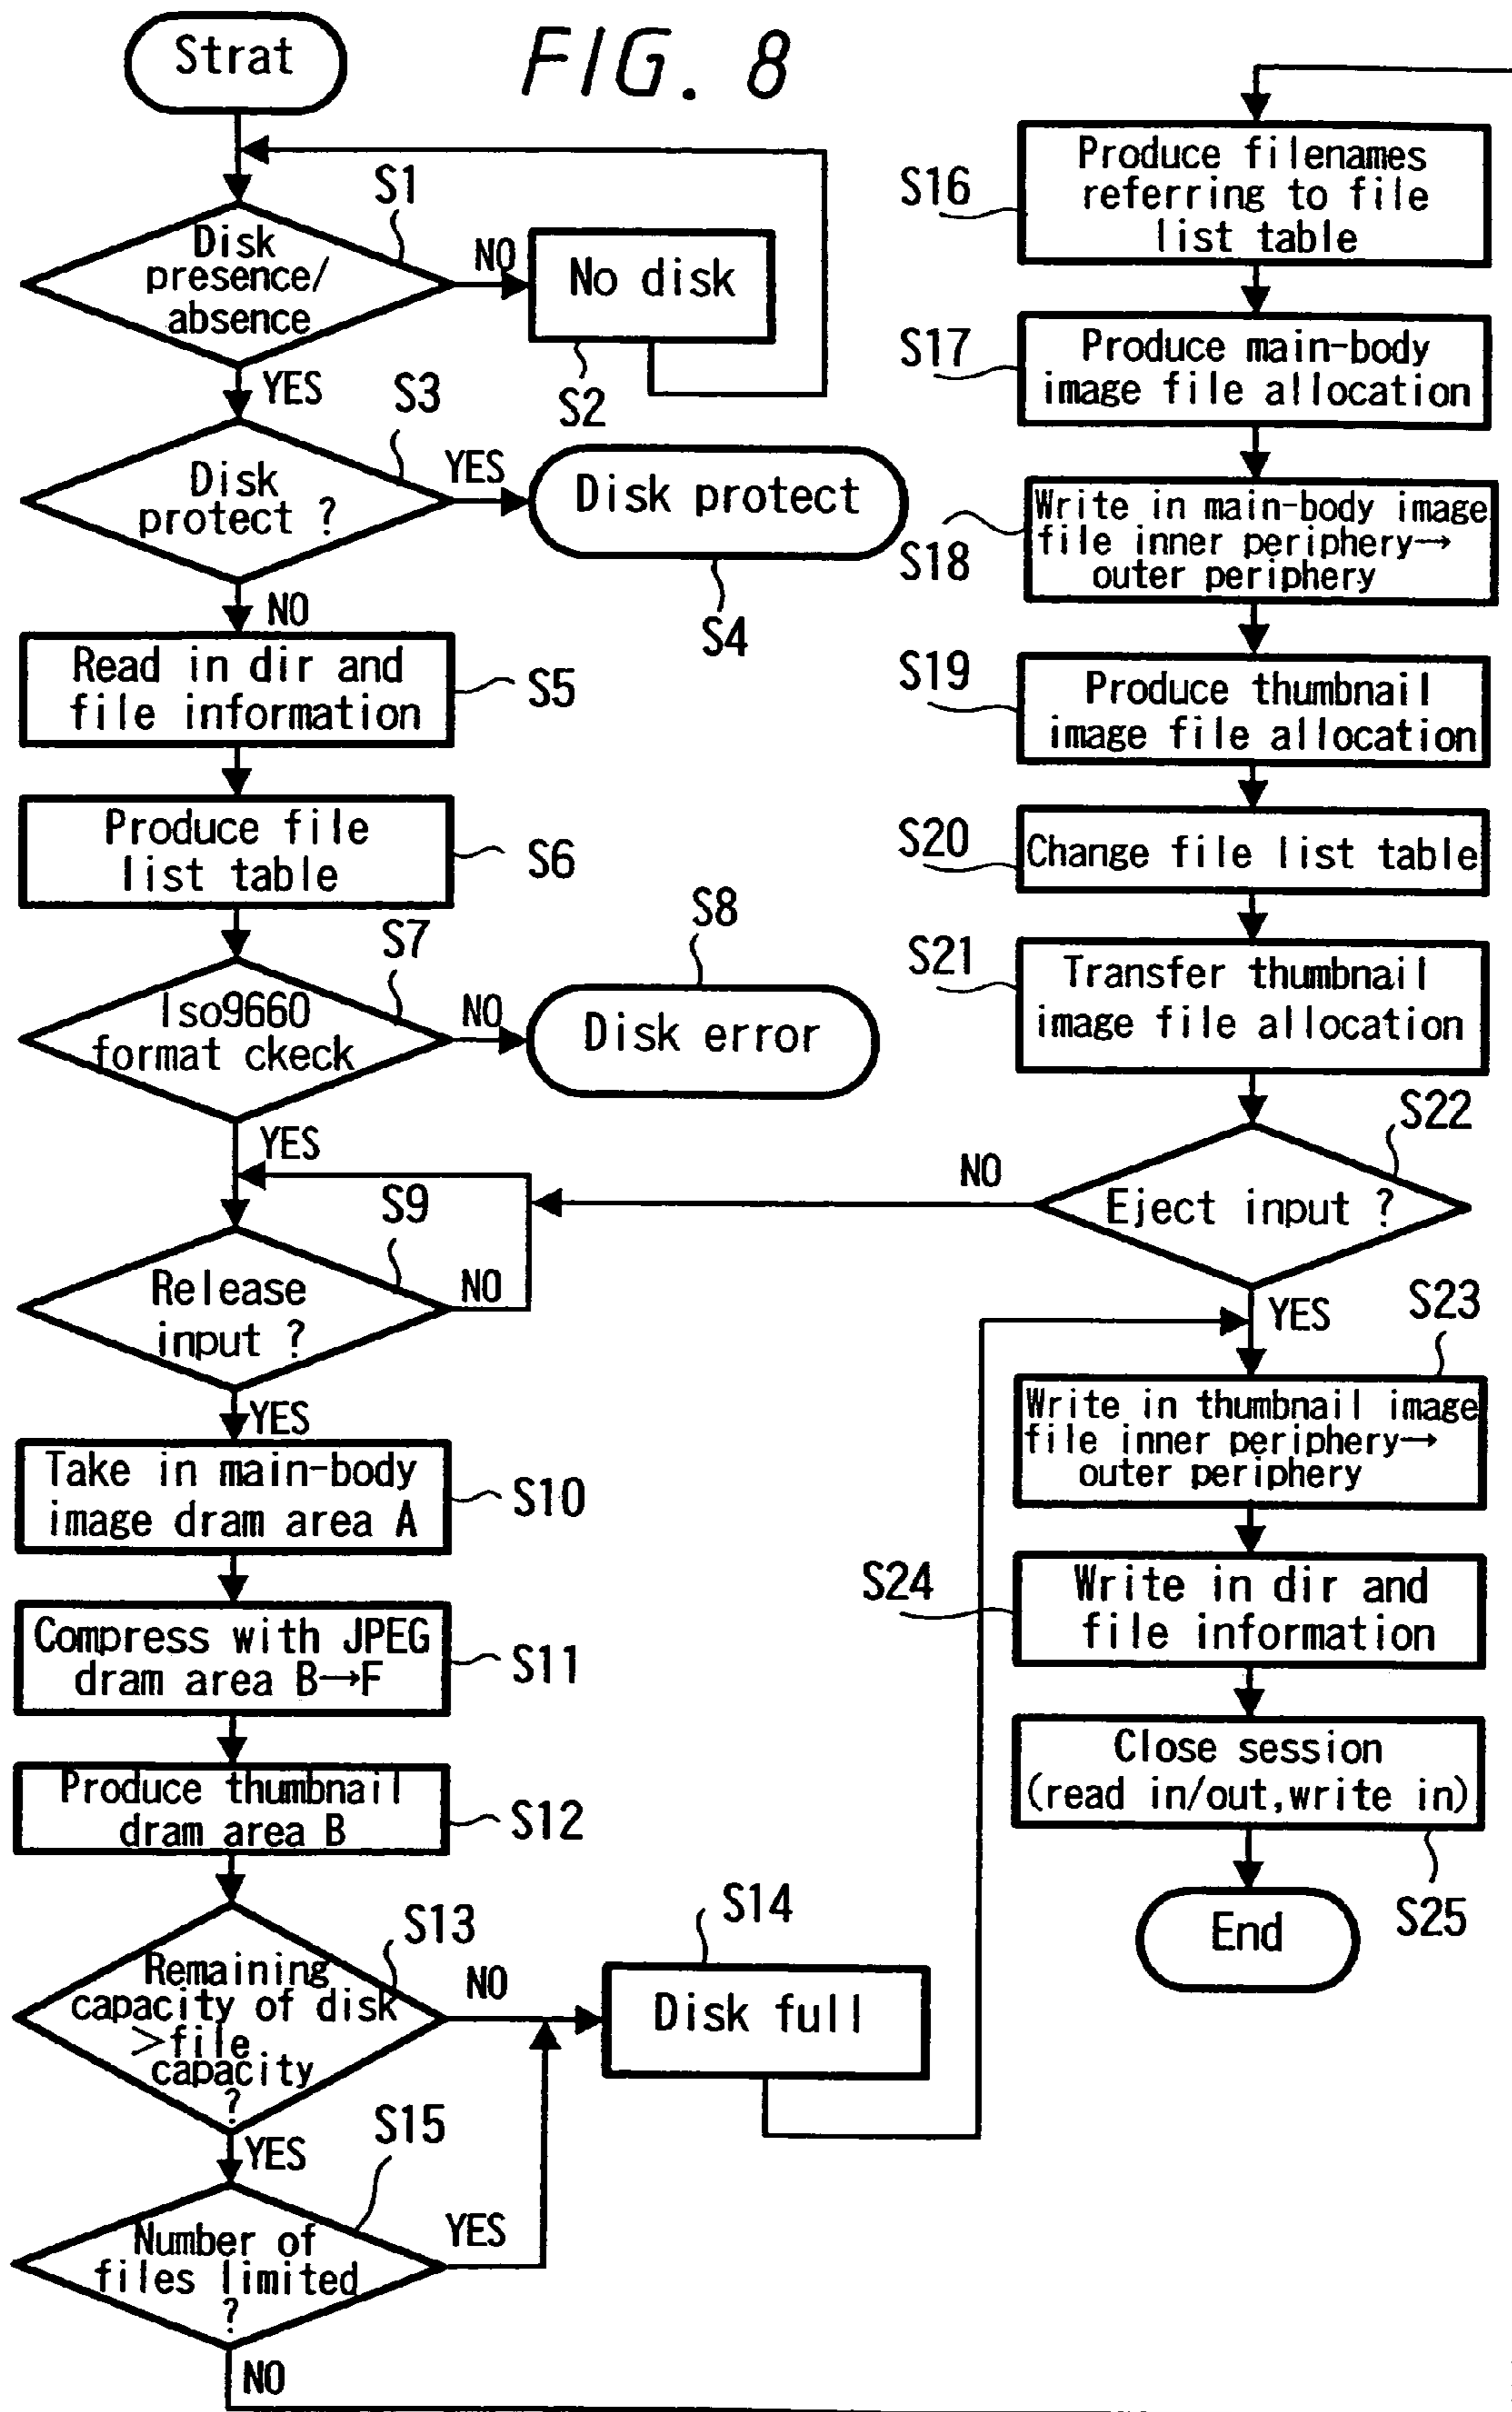 FIG. 8
Strat
S1
Disk
presence/
absence
NO
No disk
S2
YES
S3
Disk
protect ?
YES
Disk protect
S4
NO
Read in dir and
file information
S5
Produce file
list table
S6
S7
Iso9660
format ckeck
NO
Disk error
S8
YES
S9
Release
input ?
NO
YES
Take in main-body
image dram area A
S10
Compress with JPEG
dram area B→F
S11
Produce thumbnail
dram area B
S12
S13
Remaining
capacity of disk
>file
capacity
?
NO
S14
Disk full
YES
S15
Number of
files limited
?
YES
NO
S16
Produce filenames
referring to file
list table
S17
Produce main-body
image file allocation
S18
Write in main-body image
file inner periphery→
outer periphery
S19
Produce thumbnail
image file allocation
S20
Change file list table
S21
Transfer thumbnail
image file allocation
S22
Eject input ?
NO
YES
S23
Write in thumbnail image
file inner periphery→
outer periphery
S24
Write in dir and
file information
Close session
(read in/out,write in)
S25
End